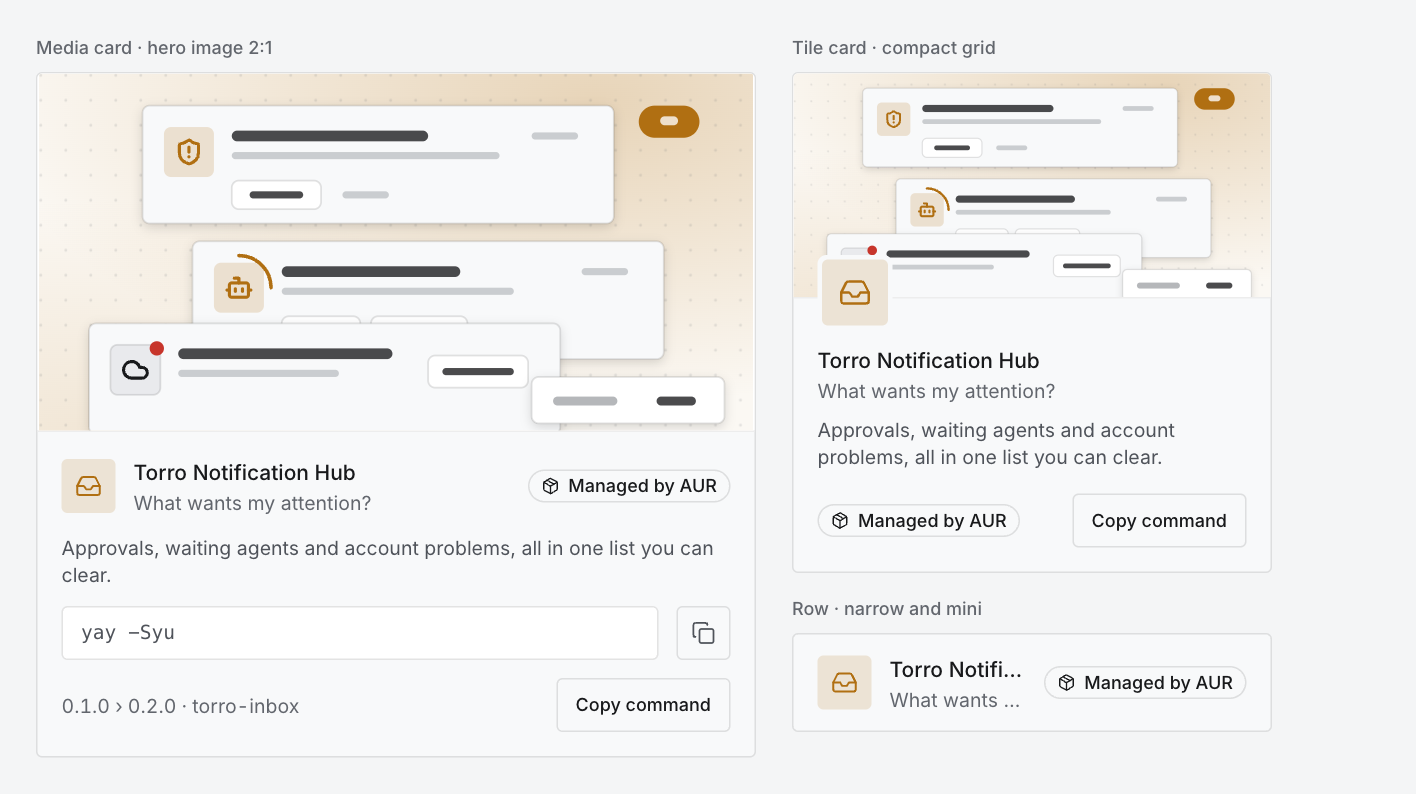 Media card · hero image 2:1
Torro Notification Hub
What wants my attention?
Managed by AUR
Approvals, waiting agents and account problems, all in one list you can
clear.
yay –Syu
0.1.0 › 0.2.0 · torro-inbox
Copy command
Tile card · compact grid
Torro Notification Hub
What wants my attention?
Approvals, waiting agents and account
problems, all in one list you can clear.
Managed by AUR
Copy command
Row · narrow and mini
Torro Notifi...
What wants ...
Managed by AUR